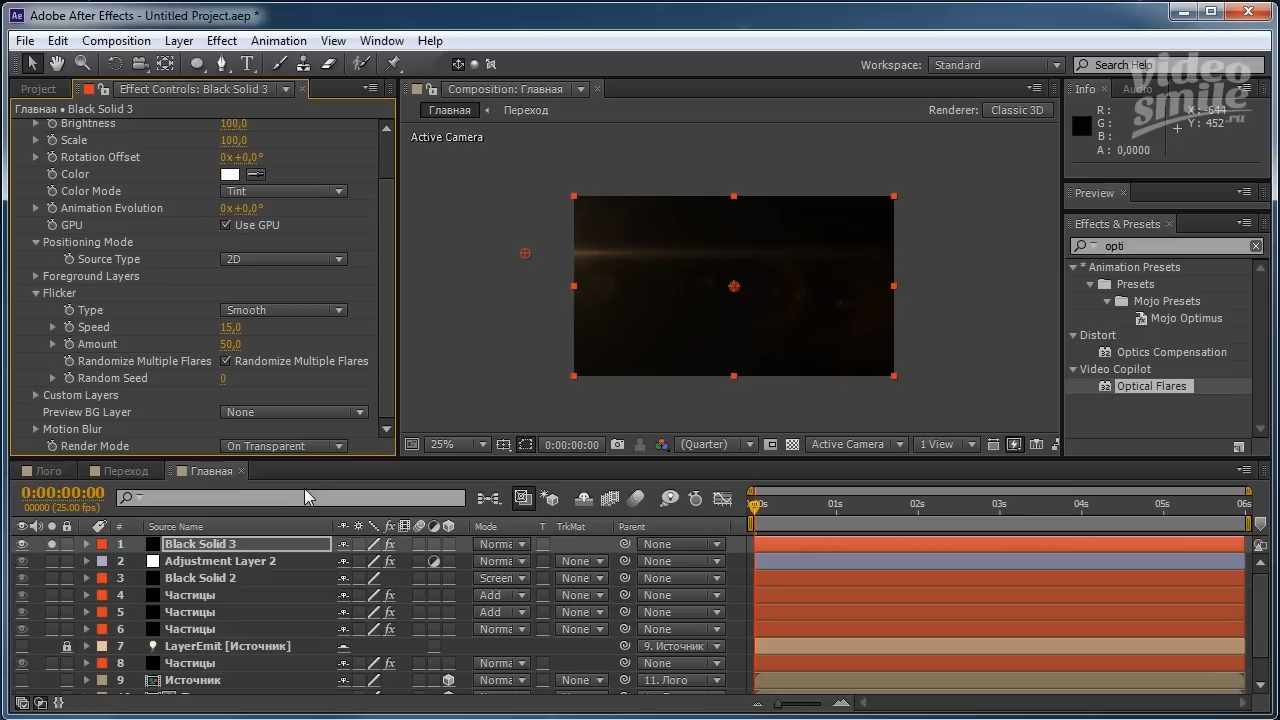 Adobe After Effects - Untitled Project.aep *
File Edit Composition Layer Effect Animation View Window Help
Workspace: Standard Search Help
video smile .ru
Project Effect Controls: Black Solid 3
Главная • Black Solid 3
Brightness 100,0
Scale 100,0
Rotation Offset 0x+0,0°
Color
Color Mode Tint
Animation Evolution 0x+0,0°
GPU Use GPU
Positioning Mode
Source Type 2D
Foreground Layers
Flicker
Type Smooth
Speed 15,0
Amount 50,0
Randomize Multiple Flares Randomize Multiple Flares
Random Seed 0
Custom Layers
Preview BG Layer None
Motion Blur
Render Mode On Transparent
Composition: Главная
Главная Переход
Renderer: Classic 3D
Active Camera
25% 0:00:00:00 (Quarter) Active Camera 1 View
Info Audio
R: X: -644
G: Y: 452
B:
A: 0,0000
Preview
Effects & Presets
opti
* Animation Presets
Presets
Mojo Presets
Mojo Optimus
Distort
Optics Compensation
Video Copilot
Optical Flares
Лого Переход Главная
0:00:00:00
00000 (25.00 fps)
# Source Name Mode T TrkMat Parent
01s 02s 03s 04s 05s 06s
1 Black Solid 3 Norma None
2 Adjustment Layer 2 Norma None None
3 Black Solid 2 Screen None None
4 Частицы Add None None
5 Частицы Add None None
6 Частицы Norma None None
7 LayerEmit [Источник] 9. Источник
8 Частицы Norma None None
9 Источник Norma None 11. Лого